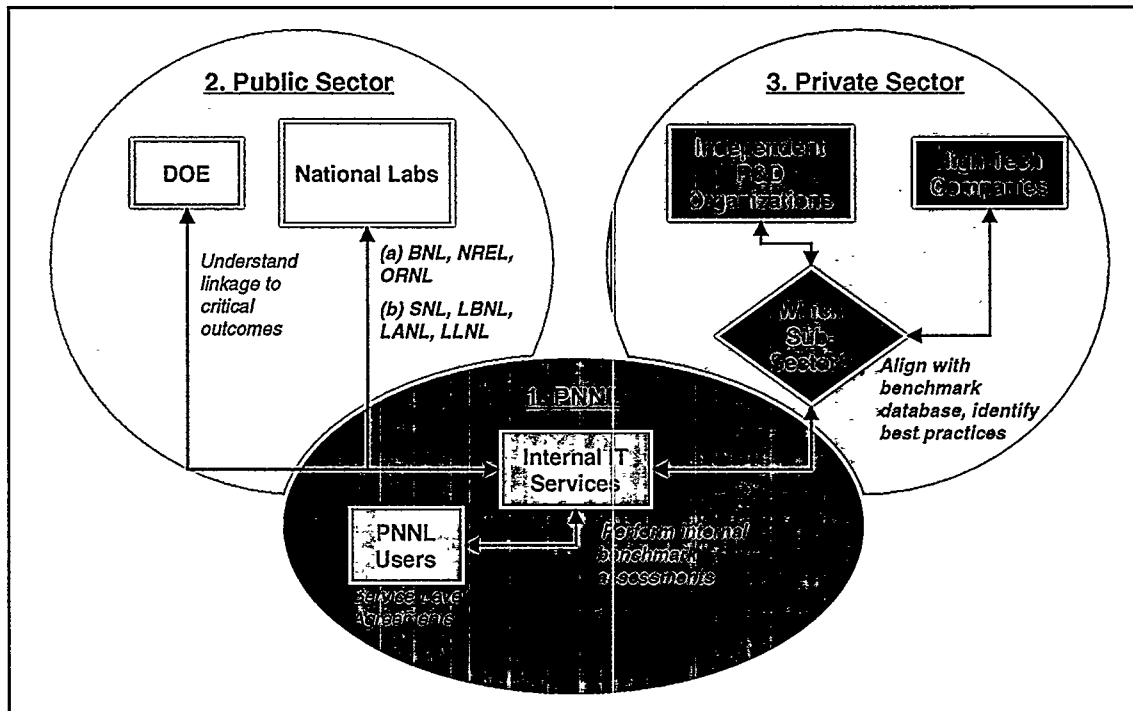 2. Public Sector
DOE
National Labs
Understand
linkage to
critical
outcomes
(a) BNL, NREL,
ORNL
(b) SNL, LBNL,
LANL, LLNL
3. Private Sector
Independent
R&D
Organizations
High-Tech
Companies
Which
Sub-
Sector
Align with
benchmark
database, identify
best practices
1. PNNL
Internal IT
Services
PNNL
Users
Service Level
Agreements
Perform internal
benchmark
assessments